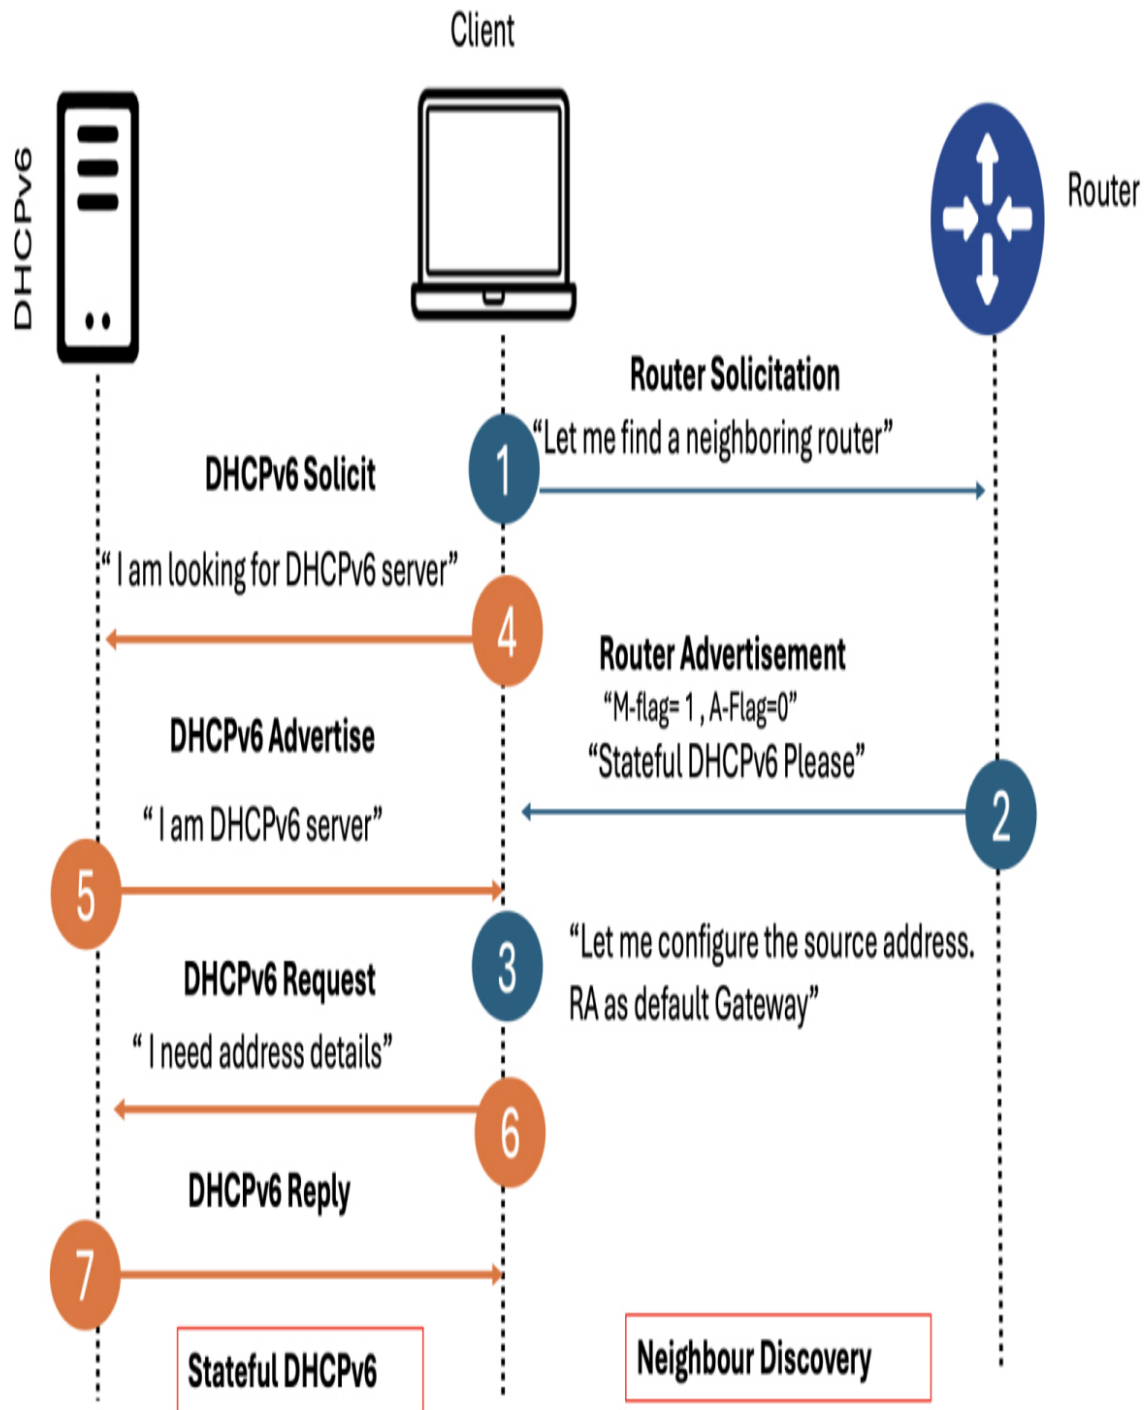 Client
DHCPv6
Router
Router Solicitation
“Let me find a neighboring router”
1
DHCPv6 Solicit
“ I am looking for DHCPv6 server”
4
Router Advertisement
“M-flag= 1 , A-Flag=0”
“Stateful DHCPv6 Please”
2
DHCPv6 Advertise
“ I am DHCPv6 server”
5
3
“Let me configure the source address.
RA as default Gateway”
DHCPv6 Request
“ I need address details”
6
DHCPv6 Reply
7
Stateful DHCPv6
Neighbour Discovery